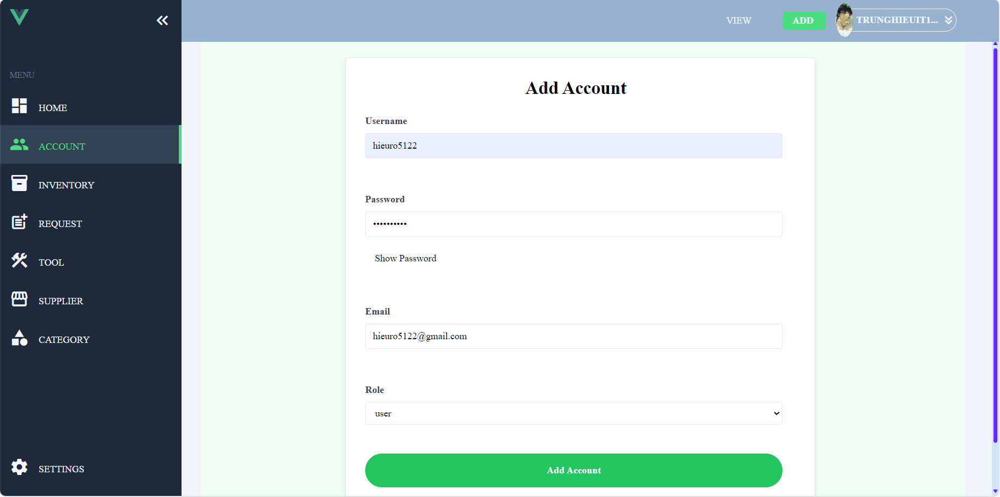 VIEW
ADD
TRUNGHIEUIT1...
MENU
HOME
ACCOUNT
INVENTORY
REQUEST
TOOL
SUPPLIER
CATEGORY
SETTINGS
Add Account
Username
hieuro5122
Password
••••••••••
Show Password
Email
hieuro5122@gmail.com
Role
user
Add Account